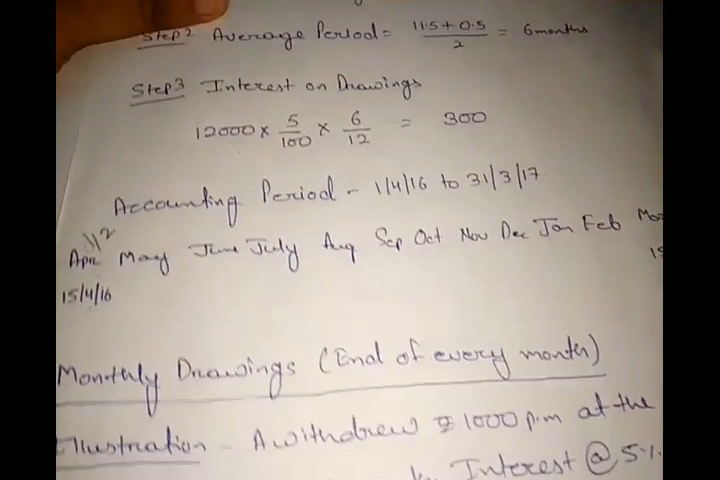 Step 2 Average Period = 11.5 + 0.5 / 2 = 6 months
Step 3 Interest on Drawings
12000 × 5/100 × 6/12 = 300
Accounting Period - 1/4/16 to 31/3/17
Apr May June July Aug Sep Oct Nov Dec Jan Feb
15/4/16
Monthly Drawings (End of every month)
Illustration - A withdrew ₹ 1000 p.m at the
Interest @ 5%